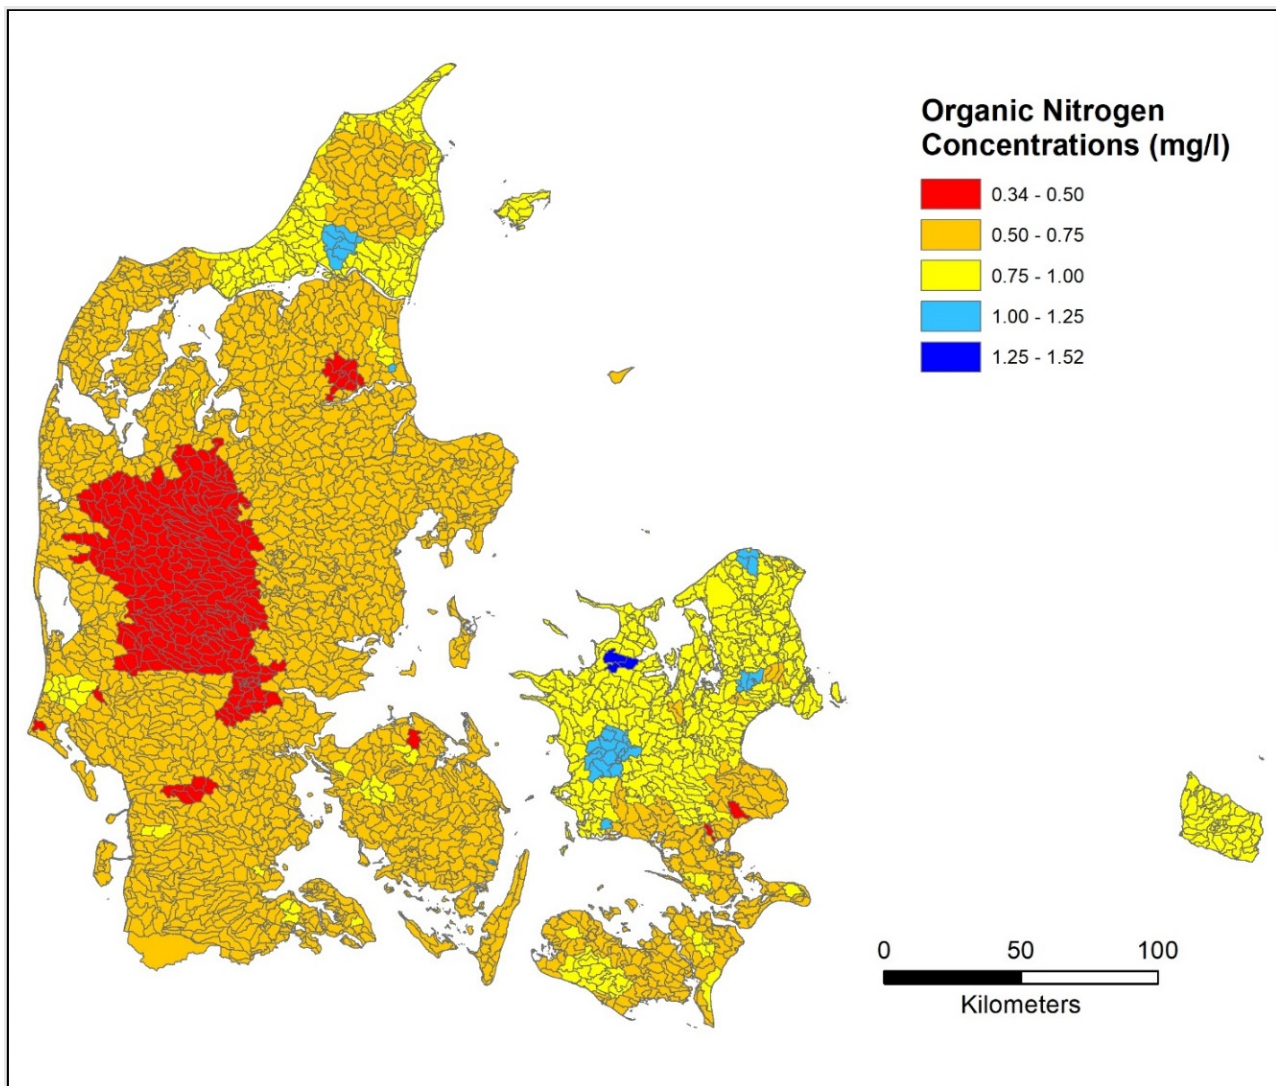 Organic Nitrogen
Concentrations (mg/l)
0.34 - 0.50
0.50 - 0.75
0.75 - 1.00
1.00 - 1.25
1.25 - 1.52
0 50 100
Kilometers